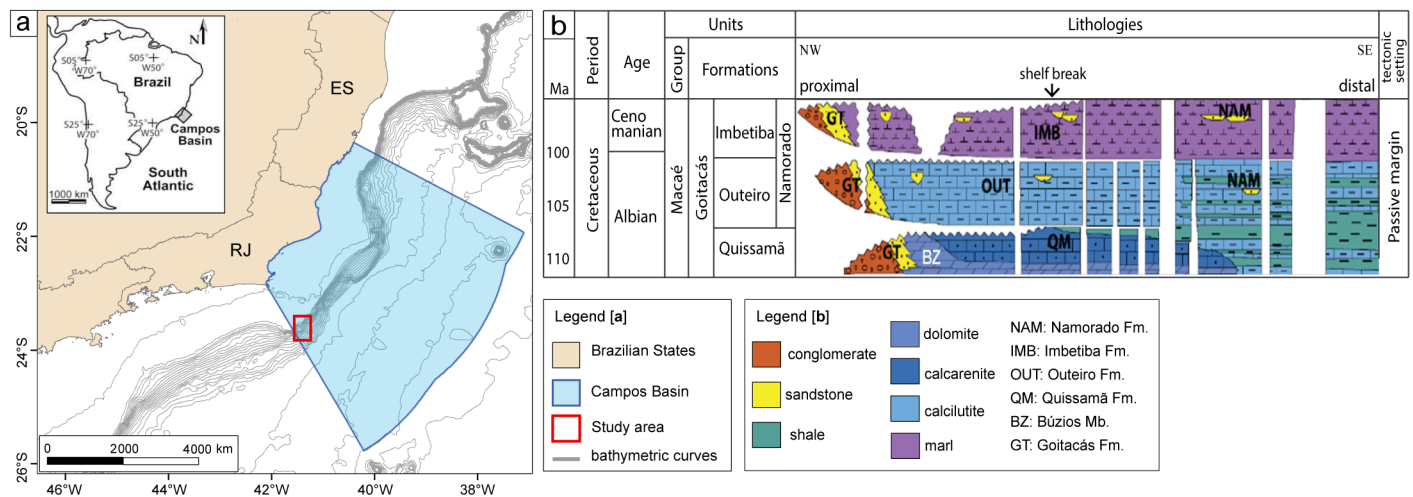 a
N
S05°
W70°
S05°
W50°
Brazil
S25°
W70°
S25°
W50°
Campos
Basin
South
Atlantic
1000 km
ES
RJ
20°S
22°S
24°S
26°S
46°W
44°W
42°W
40°W
38°W
0 2000 4000 km
b
Ma
Period
Age
Units
Group
Formations
Lithologies
NW
proximal
shelf break
SE
distal
tectonic
setting
100
105
110
Cretaceous
Ceno
manian
Albian
Macaé
Goitacás
Imbetiba
Outeiro
Quissamã
Namorado
GT
IMB
NAM
GT
OUT
NAM
GT
BZ
QM
Passive margin
Legend [a]
Brazilian States
Campos Basin
Study area
bathymetric curves
Legend [b]
conglomerate
sandstone
shale
dolomite
calcarenite
calcilutite
marl
NAM: Namorado Fm.
IMB: Imbetiba Fm.
OUT: Outeiro Fm.
QM: Quissamã Fm.
BZ: Búzios Mb.
GT: Goitacás Fm.